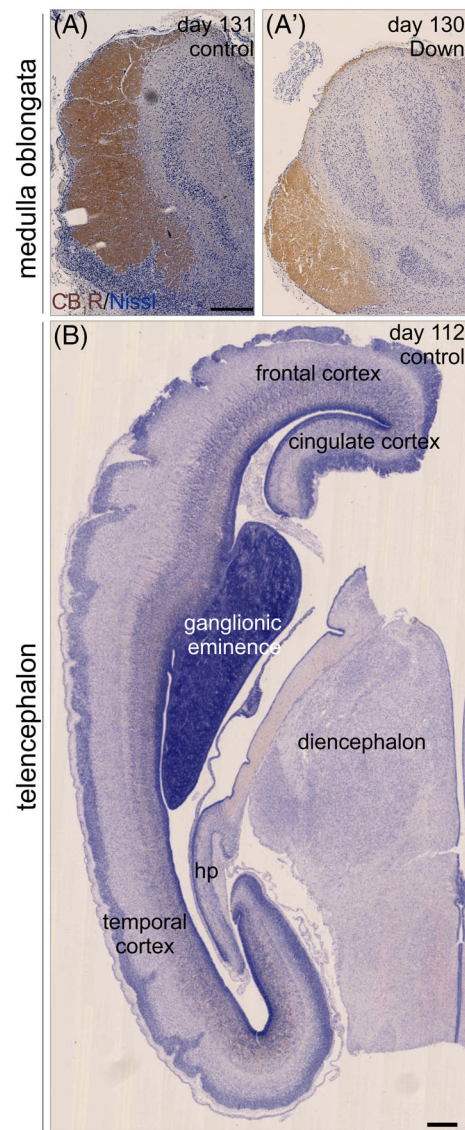 (A)
day 131
control
(A')
day 130
Down
medulla oblongata
CB₁R/Nissl
(B)
day 112
control
frontal cortex
cingulate cortex
ganglionic
eminence
telencephalon
diencephalon
hp
temporal
cortex